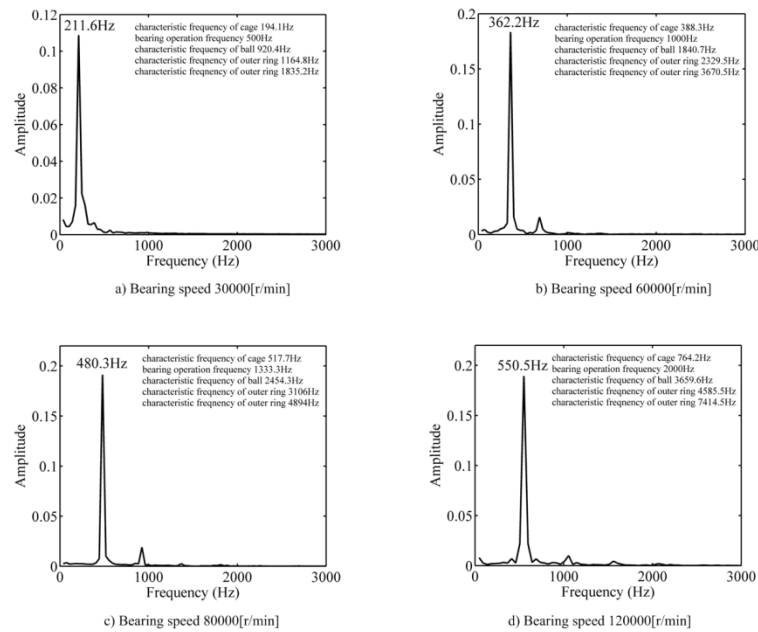 211.6Hz
characteristic frequency of cage 194.1Hz
bearing operation frequency 500Hz
characteristic frequency of ball 920.4Hz
characteristic freqnency of outer ring 1164.8Hz
characteristic freqnency of outer ring 1835.2Hz
0.12
0.1
0.08
0.06
0.04
0.02
0
Amplitude
0 1000 2000 3000
Frequency (Hz)
a) Bearing speed 30000[r/min]
362.2Hz
characteristic frequency of cage 388.3Hz
bearing operation frequency 1000Hz
characteristic frequency of ball 1840.7Hz
characteristic freqnency of outer ring 2329.5Hz
characteristic freqnency of outer ring 3670.5Hz
0.2
0.15
0.1
0.05
0
Amplitude
0 1000 2000 3000
Frequency (Hz)
b) Bearing speed 60000[r/min]
480.3Hz
characteristic frequency of cage 517.7Hz
bearing operation frequency 1333.3Hz
characteristic frequency of ball 2454.3Hz
characteristic freqnency of outer ring 3106Hz
characteristic freqnency of outer ring 4894Hz
0.2
0.15
0.1
0.05
0
Amplitude
0 1000 2000 3000
Frequency (Hz)
c) Bearing speed 80000[r/min]
550.5Hz
characteristic frequency of cage 764.2Hz
bearing operation frequency 2000Hz
characteristic frequency of ball 3659.6Hz
characteristic freqnency of outer ring 4585.5Hz
characteristic freqnency of outer ring 7414.5Hz
0.2
0.15
0.1
0.05
0
Amplitude
0 1000 2000 3000
Frequency (Hz)
d) Bearing speed 120000[r/min]